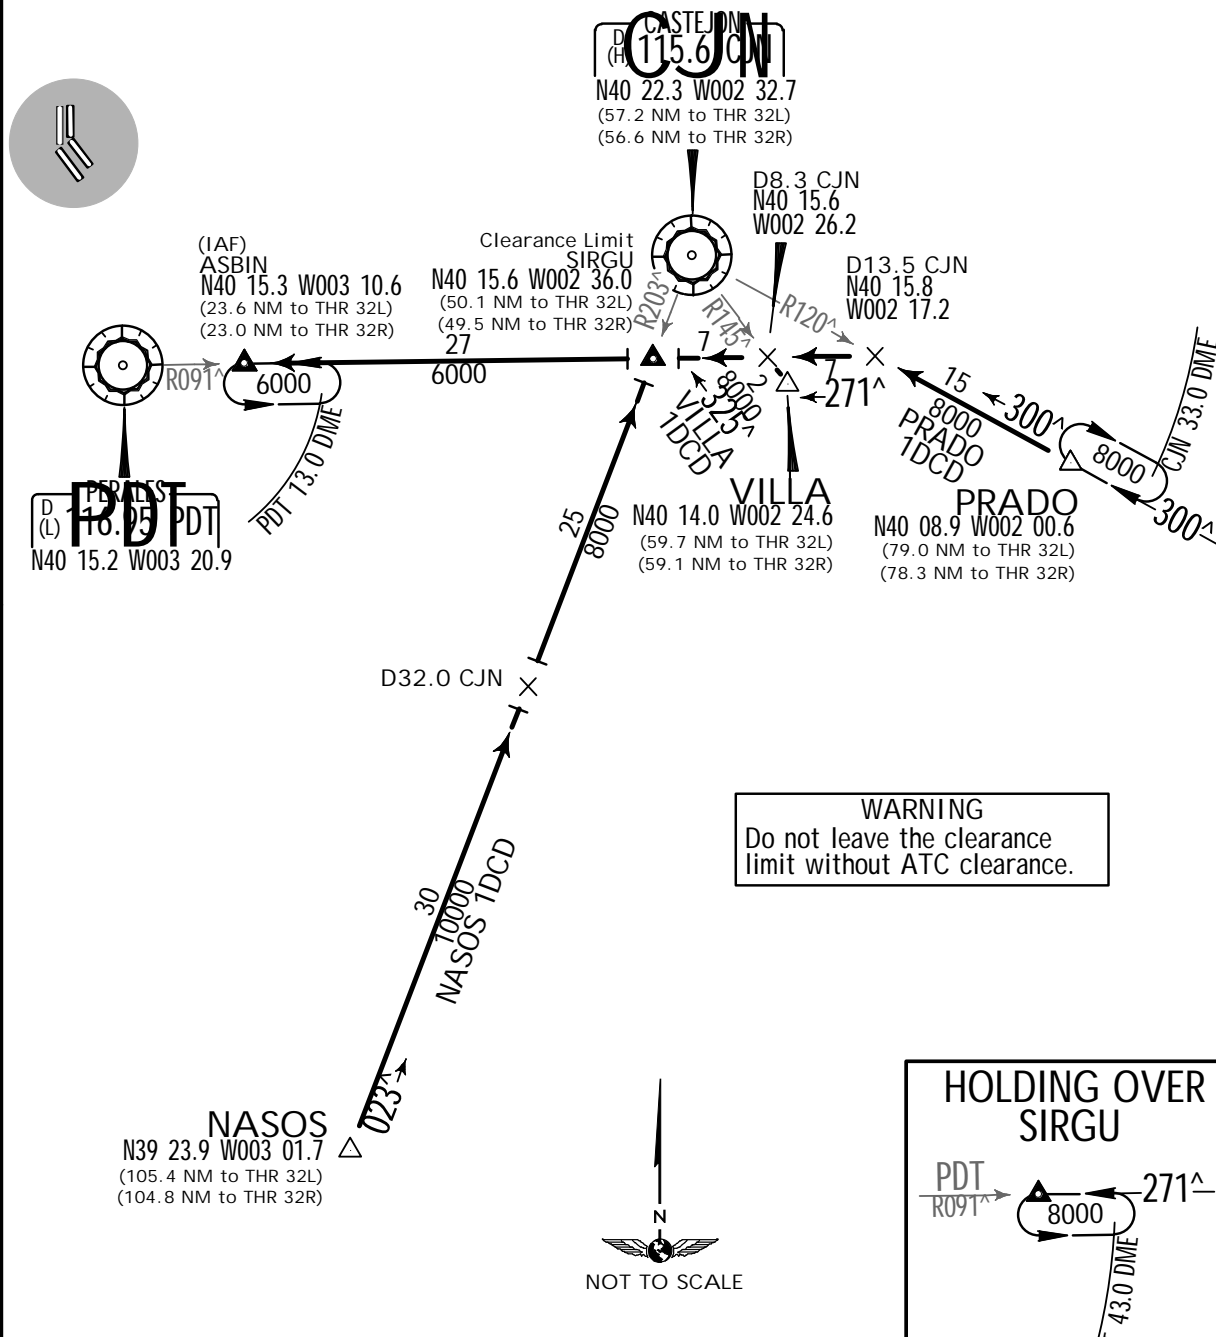 CASTEJON
D
(H)
115.6 CJN
CJN
N40 22.3 W002 32.7
(57.2 NM to THR 32L)
(56.6 NM to THR 32R)
D8.3 CJN
N40 15.6
W002 26.2
(IAF)
ASBIN
N40 15.3 W003 10.6
(23.6 NM to THR 32L)
(23.0 NM to THR 32R)
Clearance Limit
SIRGU
N40 15.6 W002 36.0
(50.1 NM to THR 32L)
(49.5 NM to THR 32R)
D13.5 CJN
N40 15.8
W002 17.2
R203^
R145^
R120^
R091^
6000
27
6000
7
8000
2
7
271^
325^
VILLA
1DCD
15
8000
300^
PRADO
1DCD
8000
CJN 33.0 DME
300^
PDT 13.0 DME
PERALES
D
(L)
116.95 PDT
PDT
N40 15.2 W003 20.9
VILLA
N40 14.0 W002 24.6
(59.7 NM to THR 32L)
(59.1 NM to THR 32R)
PRADO
N40 08.9 W002 00.6
(79.0 NM to THR 32L)
(78.3 NM to THR 32R)
25
8000
D32.0 CJN
WARNING
Do not leave the clearance
limit without ATC clearance.
30
10000
NASOS 1DCD
023^
NASOS
N39 23.9 W003 01.7
(105.4 NM to THR 32L)
(104.8 NM to THR 32R)
N
NOT TO SCALE
HOLDING OVER
SIRGU
PDT
R091^
271^
8000
43.0 DME